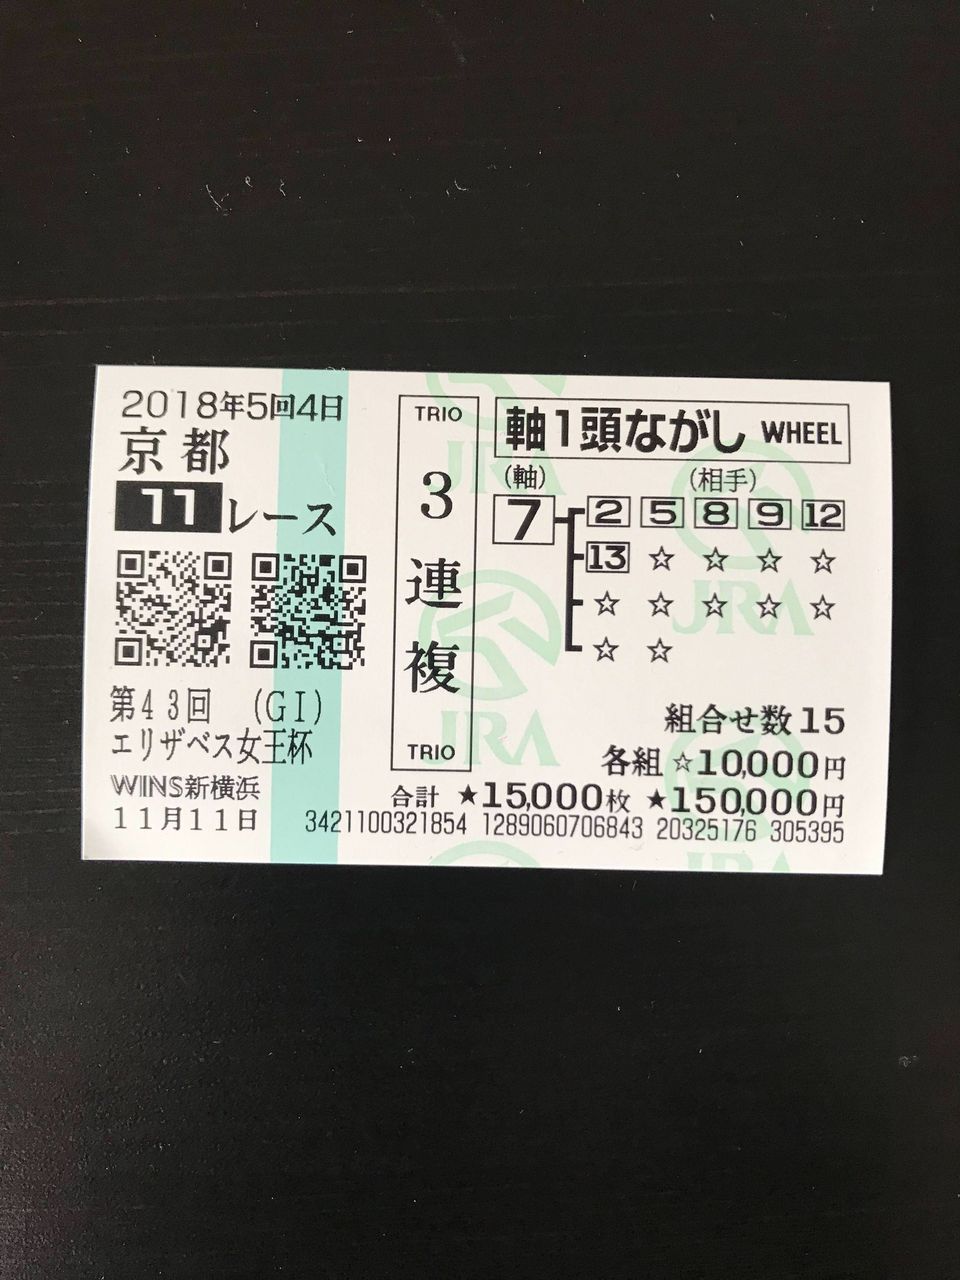 2018年5回4日
京都
11レース
第43回 (GI)
エリザベス女王杯
WINS新横浜
11月11日
TRIO
3連複
TRIO
軸1頭ながし WHEEL
(軸) (相手)
7 2 5 8 9 12
13 ☆ ☆ ☆ ☆
☆ ☆ ☆ ☆ ☆
☆ ☆
組合せ数15
各組 ☆10,000円
合計 ★15,000枚 ★150,000円
3421100321854 1289060706843 20325176 305395
JRA
JRA
JRA
JRA